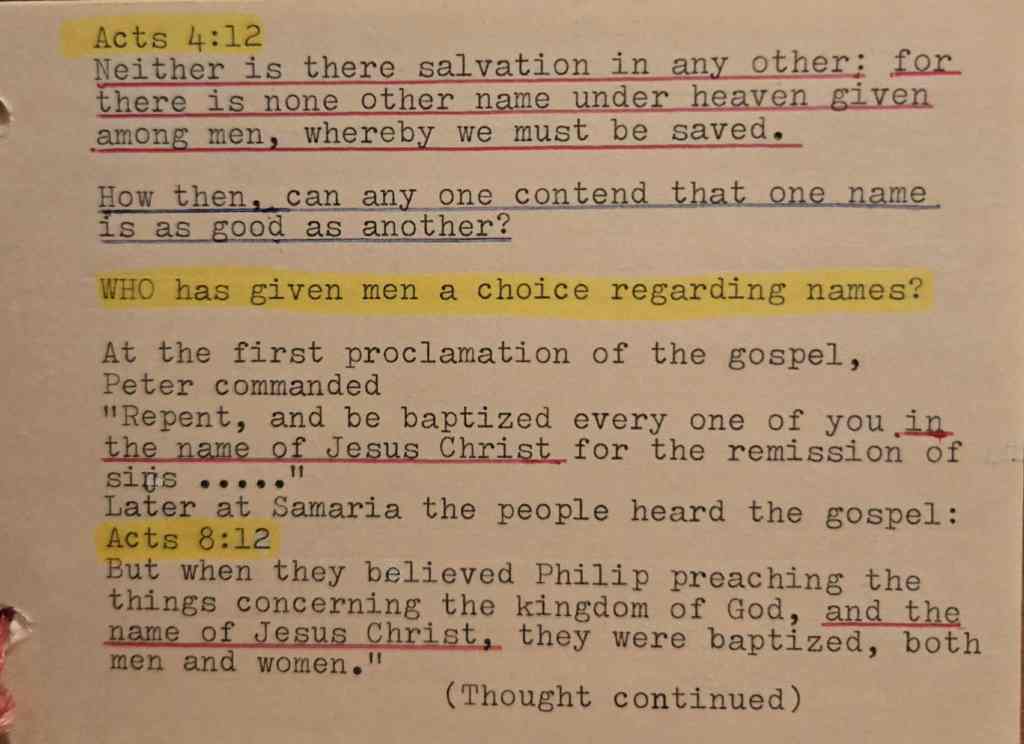 Acts 4:12
Neither is there salvation in any other: for
there is none other name under heaven given
among men, whereby we must be saved.
How then, can any one contend that one name
is as good as another?
WHO has given men a choice regarding names?
At the first proclamation of the gospel,
Peter commanded
"Repent, and be baptized every one of you in
the name of Jesus Christ for the remission of
sins ....."
Later at Samaria the people heard the gospel:
Acts 8:12
But when they believed Philip preaching the
things concerning the kingdom of God, and the
name of Jesus Christ, they were baptized, both
men and women."
(Thought continued)